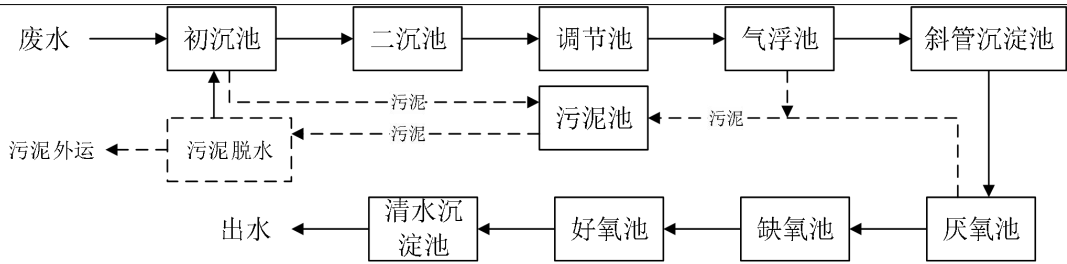 废水
初沉池
二沉池
调节池
气浮池
斜管沉淀池
污泥
污泥池
污泥
污泥
污泥外运
污泥脱水
出水
清水沉
淀池
好氧池
缺氧池
厌氧池